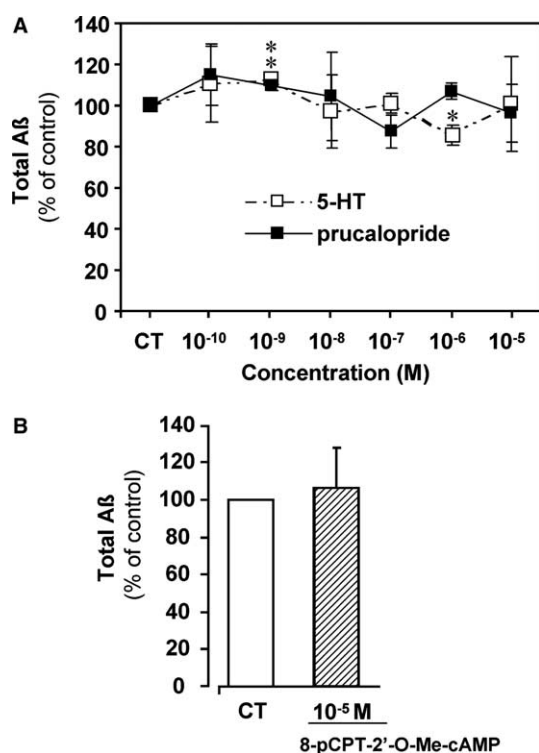 A
Total Aß
(% of control)
140
120
100
80
60
40
20
0
*
*
*
5-HT
prucalopride
CT 10-10 10-9 10-8 10-7 10-6 10-5
Concentration (M)
B
Total Aß
(% of control)
140
120
100
80
60
40
20
0
CT 10-5 M
8-pCPT-2'-O-Me-cAMP